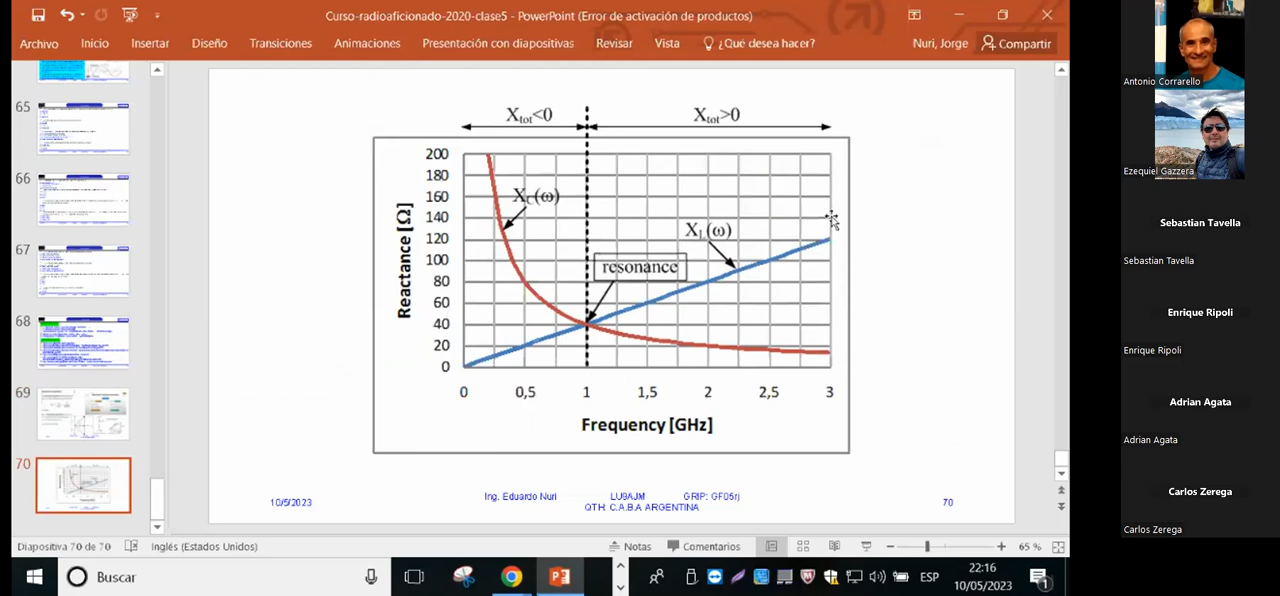 Curso-radioaficionado-2020-clase5 - PowerPoint (Error de activación de productos)
Archivo Inicio Insertar Diseño Transiciones Animaciones Presentación con diapositivas Revisar Vista ¿Qué desea hacer? Nuri, Jorge Compartir
65
66
67
68
69
70
Xtot<0 Xtot>0
200
180
160
140
120
100
80
60
40
20
0
Reactance [Ω]
XC(ω)
XL(ω)
resonance
0 0,5 1 1,5 2 2,5 3
Frequency [GHz]
10/5/2023
Ing. Eduardo Nuri LU9AJM GRIP: GF05rj
QTH: C.A.B.A ARGENTINA
70
Diapositiva 70 de 70 Inglés (Estados Unidos) Notas Comentarios 65 %
Buscar
ESP
22:16
10/05/2023
1
Antonio Corrarello
Ezequiel Gazzera
Sebastian Tavella
Sebastian Tavella
Enrique Ripoli
Enrique Ripoli
Adrian Agata
Adrian Agata
Carlos Zerega
Carlos Zerega